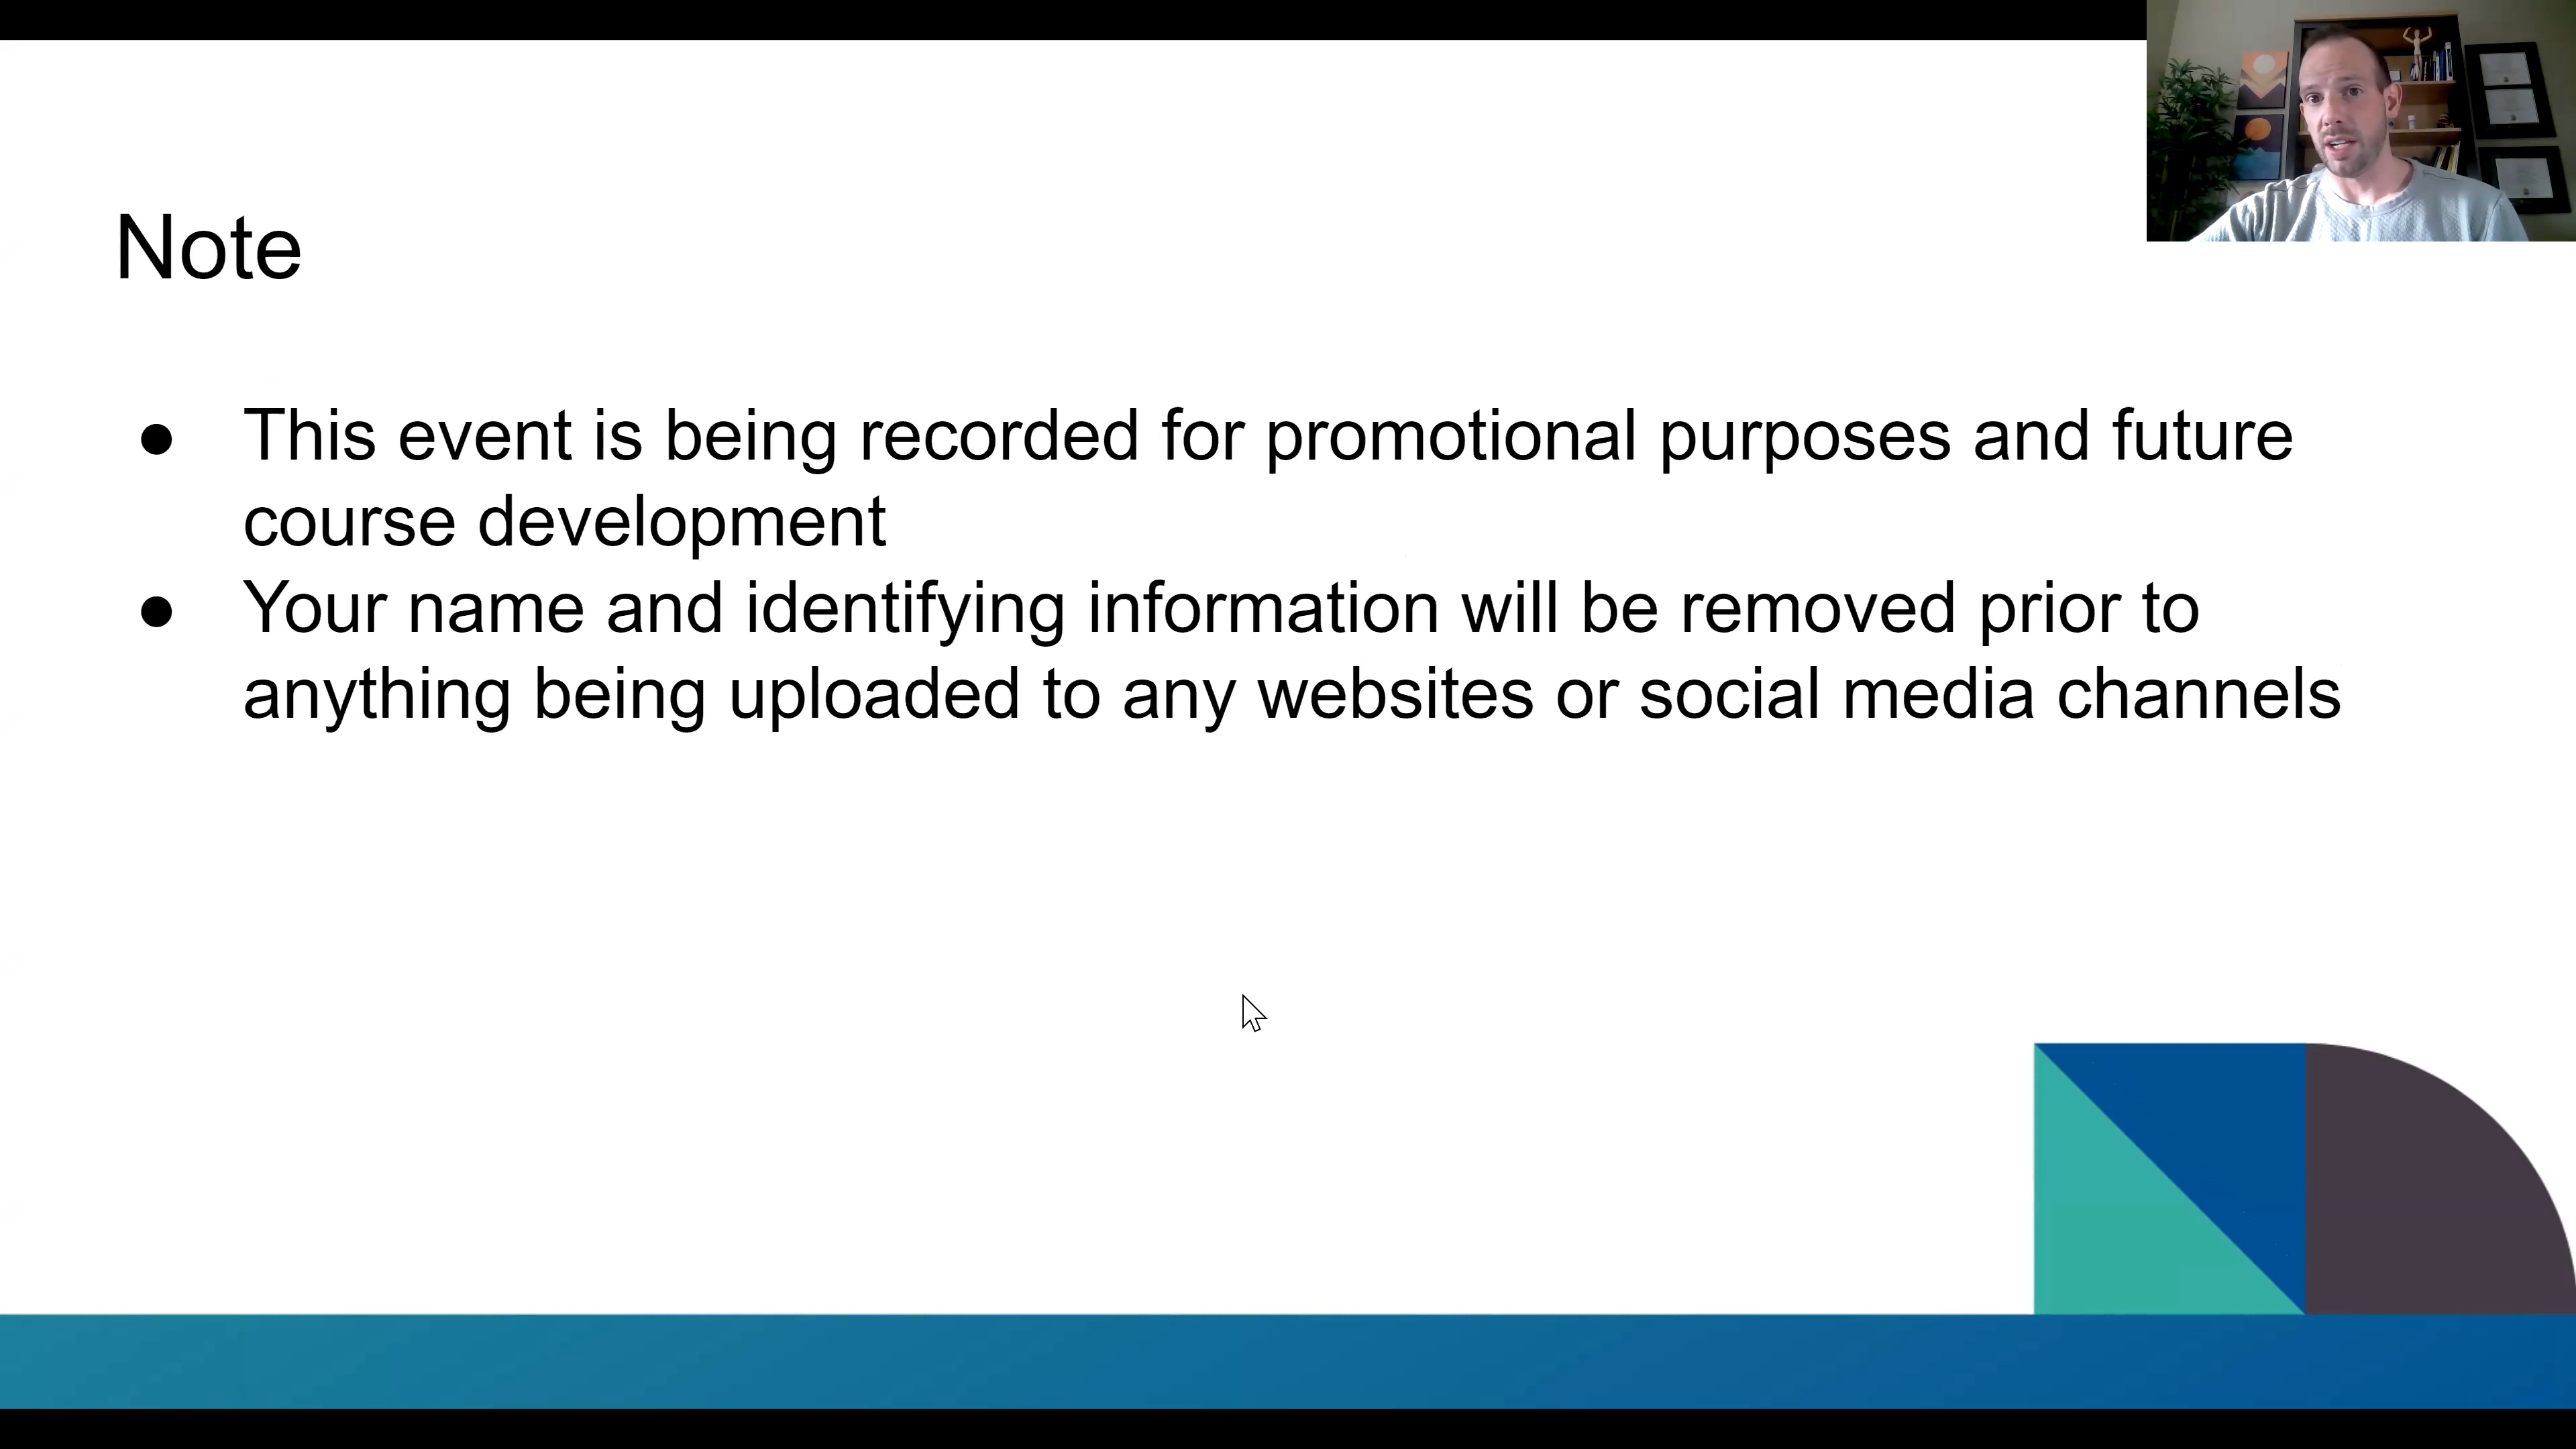 Note
● This event is being recorded for promotional purposes and future
course development
● Your name and identifying information will be removed prior to
anything being uploaded to any websites or social media channels